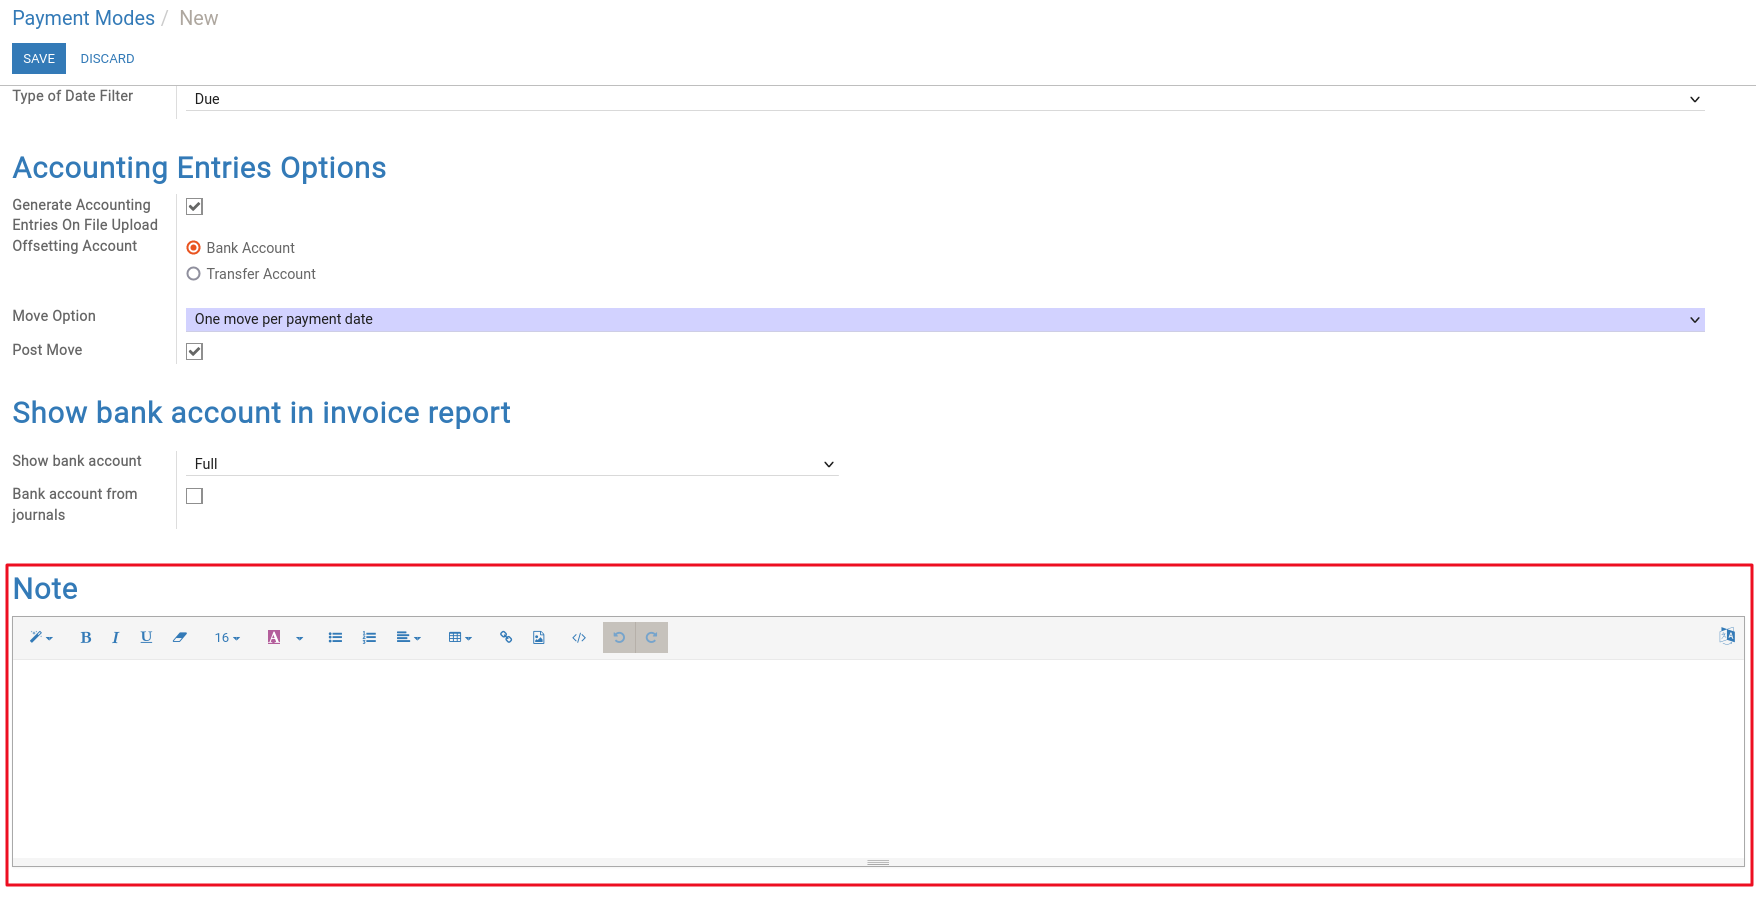 Payment Modes / New
SAVE DISCARD
Type of Date Filter Due
Accounting Entries Options
Generate Accounting
Entries On File Upload
Offsetting Account Bank Account
Transfer Account
Move Option One move per payment date
Post Move
Show bank account in invoice report
Show bank account Full
Bank account from
journals
Note
B I U 16 A </>